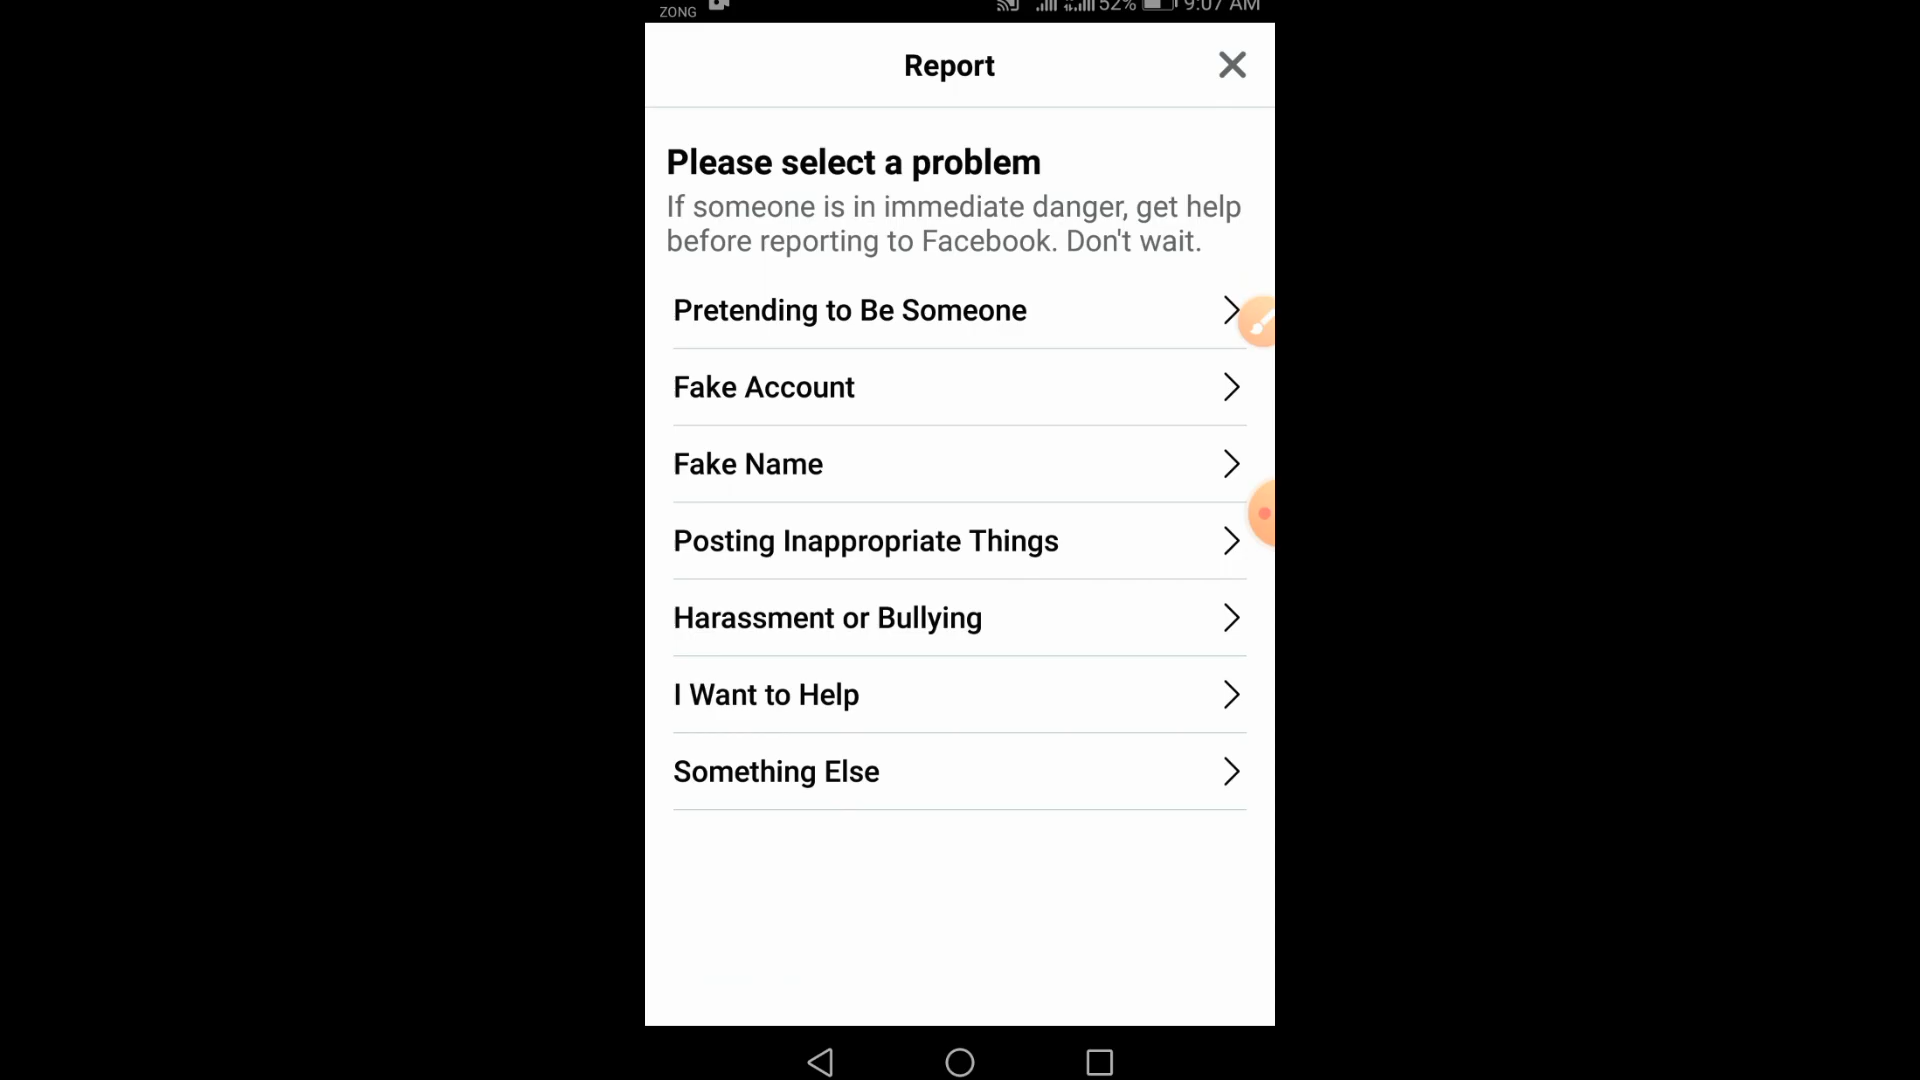 ZONG
52% 9:07 AM
Report
Please select a problem
If someone is in immediate danger, get help
before reporting to Facebook. Don't wait.
Pretending to Be Someone
Fake Account
Fake Name
Posting Inappropriate Things
Harassment or Bullying
I Want to Help
Something Else